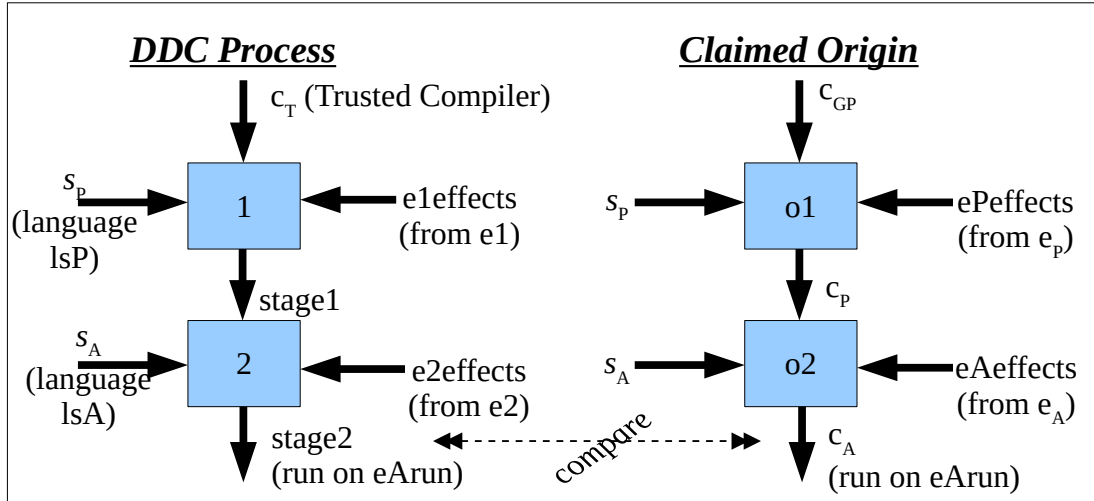 DDC Process
c_T (Trusted Compiler)
s_P
(language
lsP)
1
e1effects
(from e1)
stage1
s_A
(language
lsA)
2
e2effects
(from e2)
stage2
(run on eArun)
compare
Claimed Origin
c_GP
s_P
o1
ePeffects
(from e_P)
c_P
s_A
o2
eAeffects
(from e_A)
c_A
(run on eArun)